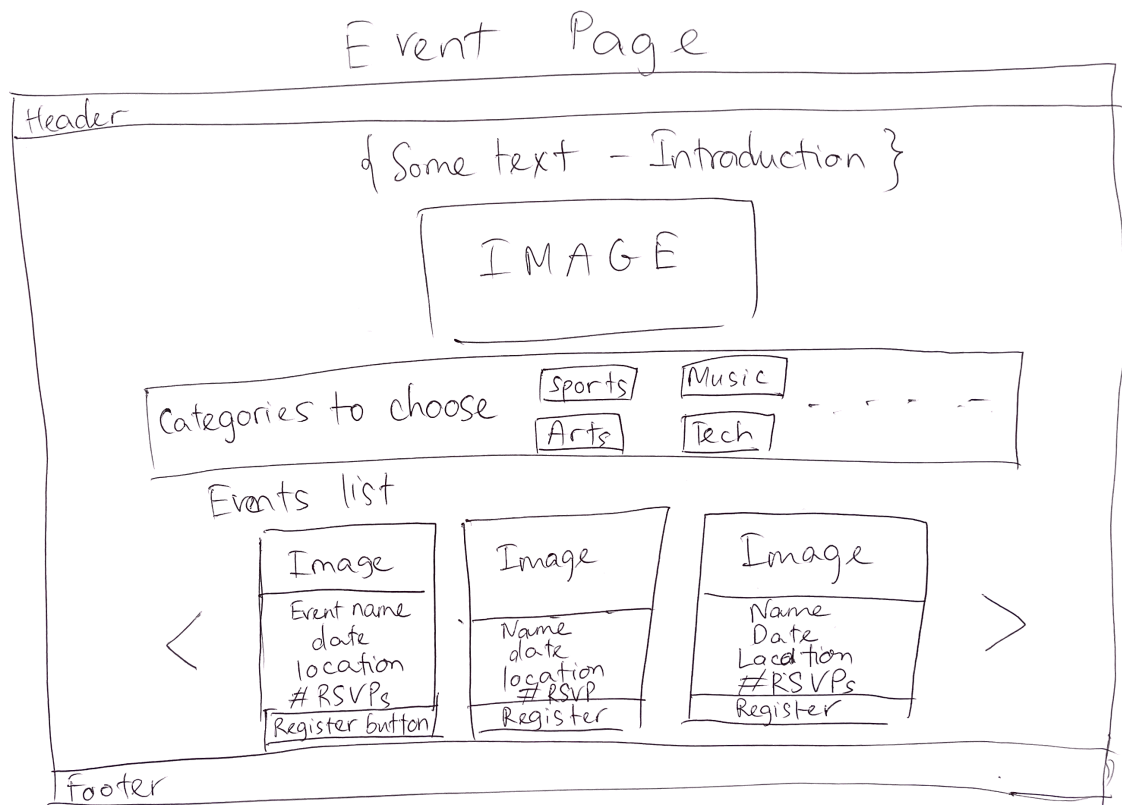 Event Page
Header
{ Some text - Introduction }
IMAGE
Categories to choose
Sports
Music
Arts
Tech
Events list
Image
Event name
date
location
# RSVPs
Register button
Image
Name
date
location
# RSVP
Register
Image
Name
Date
Location
# RSVPs
Register
<
>
Footer